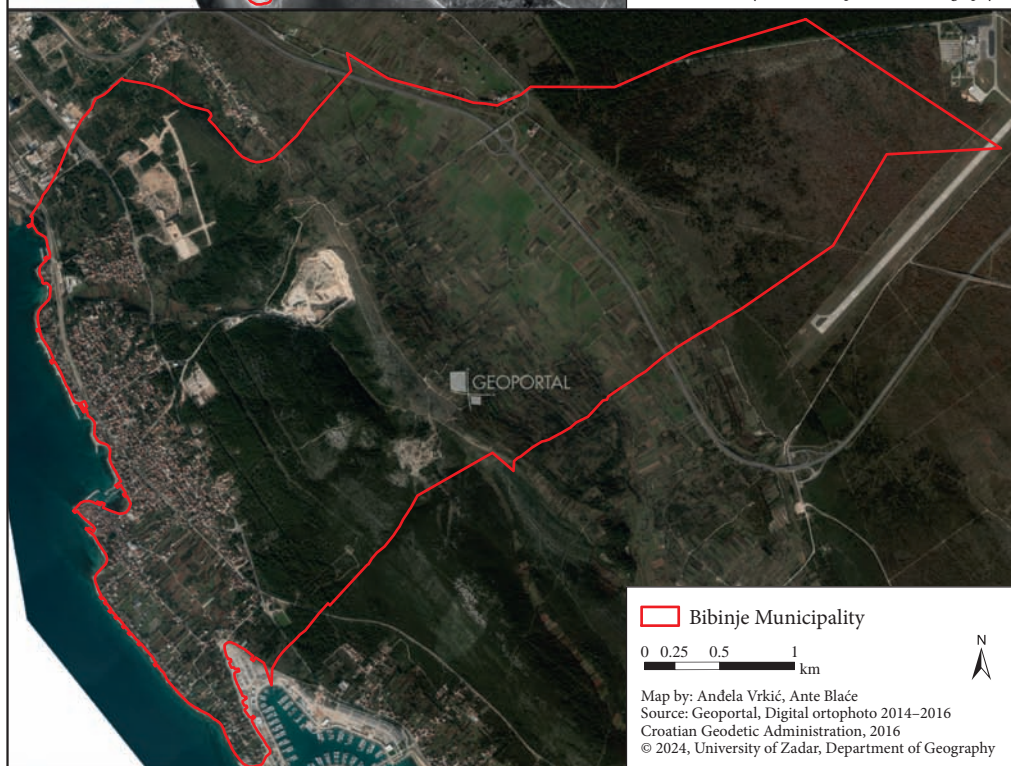 GEOPORTAL
Bibinje Municipality
0 0.25 0.5 1
km
N
Map by: Anđela Vrkić, Ante Blaće
Source: Geoportal, Digital ortophoto 2014–2016
Croatian Geodetic Administration, 2016
© 2024, University of Zadar, Department of Geography